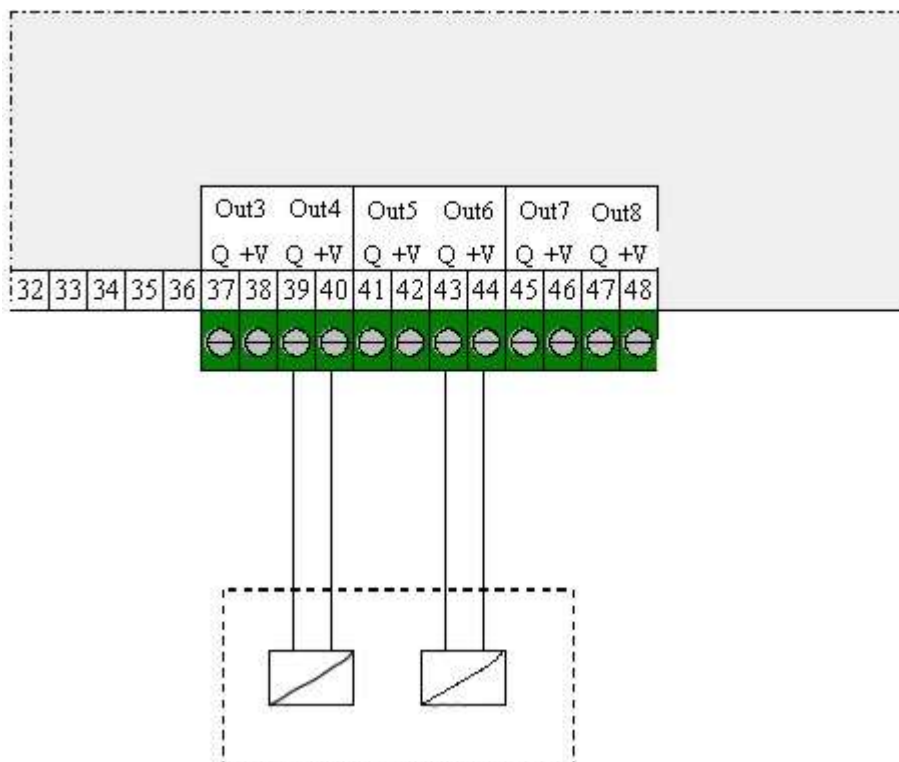 Out3 Out4 Out5 Out6 Out7 Out8
Q +V Q +V Q +V Q +V Q +V Q +V
32 33 34 35 36 37 38 39 40 41 42 43 44 45 46 47 48